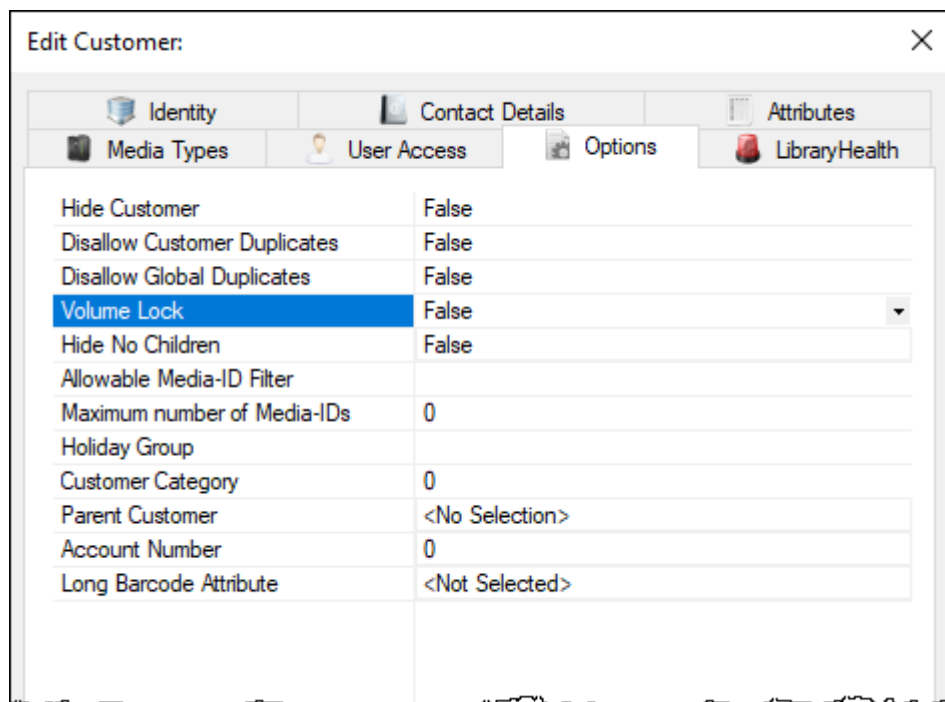 Edit Customer:
Identity Contact Details Attributes
Media Types User Access Options LibraryHealth
Hide Customer False
Disallow Customer Duplicates False
Disallow Global Duplicates False
Volume Lock False
Hide No Children False
Allowable Media-ID Filter
Maximum number of Media-IDs 0
Holiday Group
Customer Category 0
Parent Customer <No Selection>
Account Number 0
Long Barcode Attribute <Not Selected>